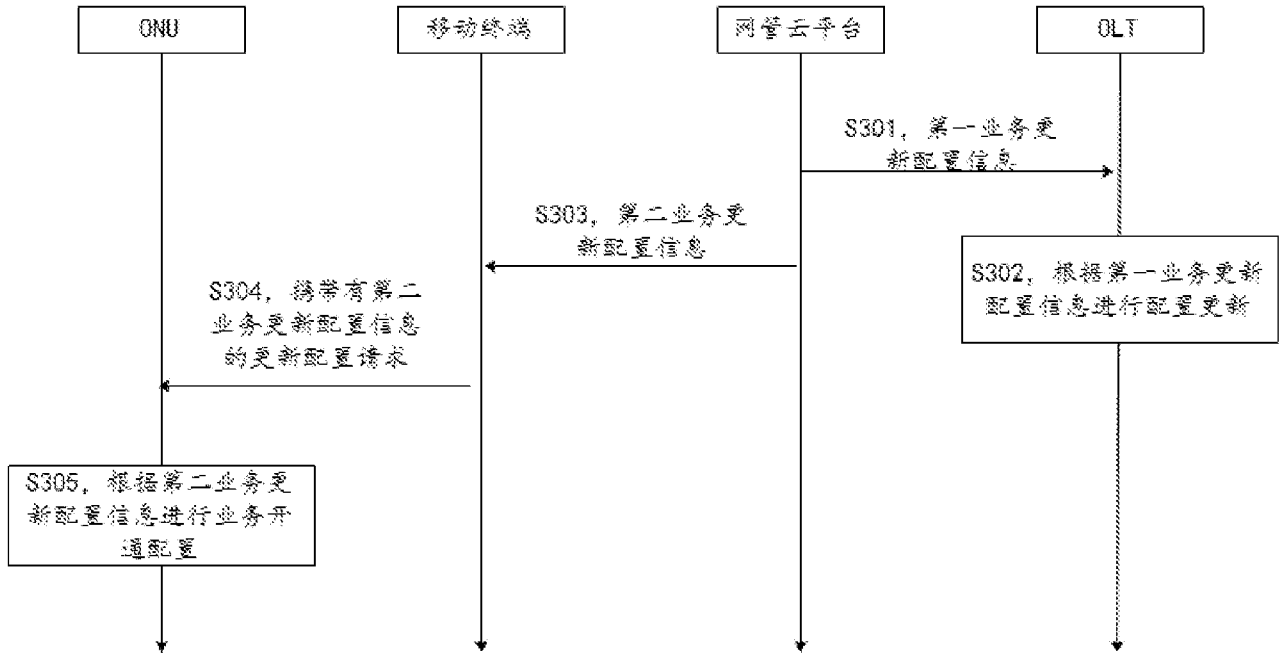 ONU
移动终端
网管云平台
OLT
S301，第一业务更
新配置信息
S303，第二业务更
新配置信息
S302，根据第一业务更新
配置信息进行配置更新
S304，携带有第二
业务更新配置信息
的更新配置请求
S305，根据第二业务更
新配置信息进行业务开
通配置